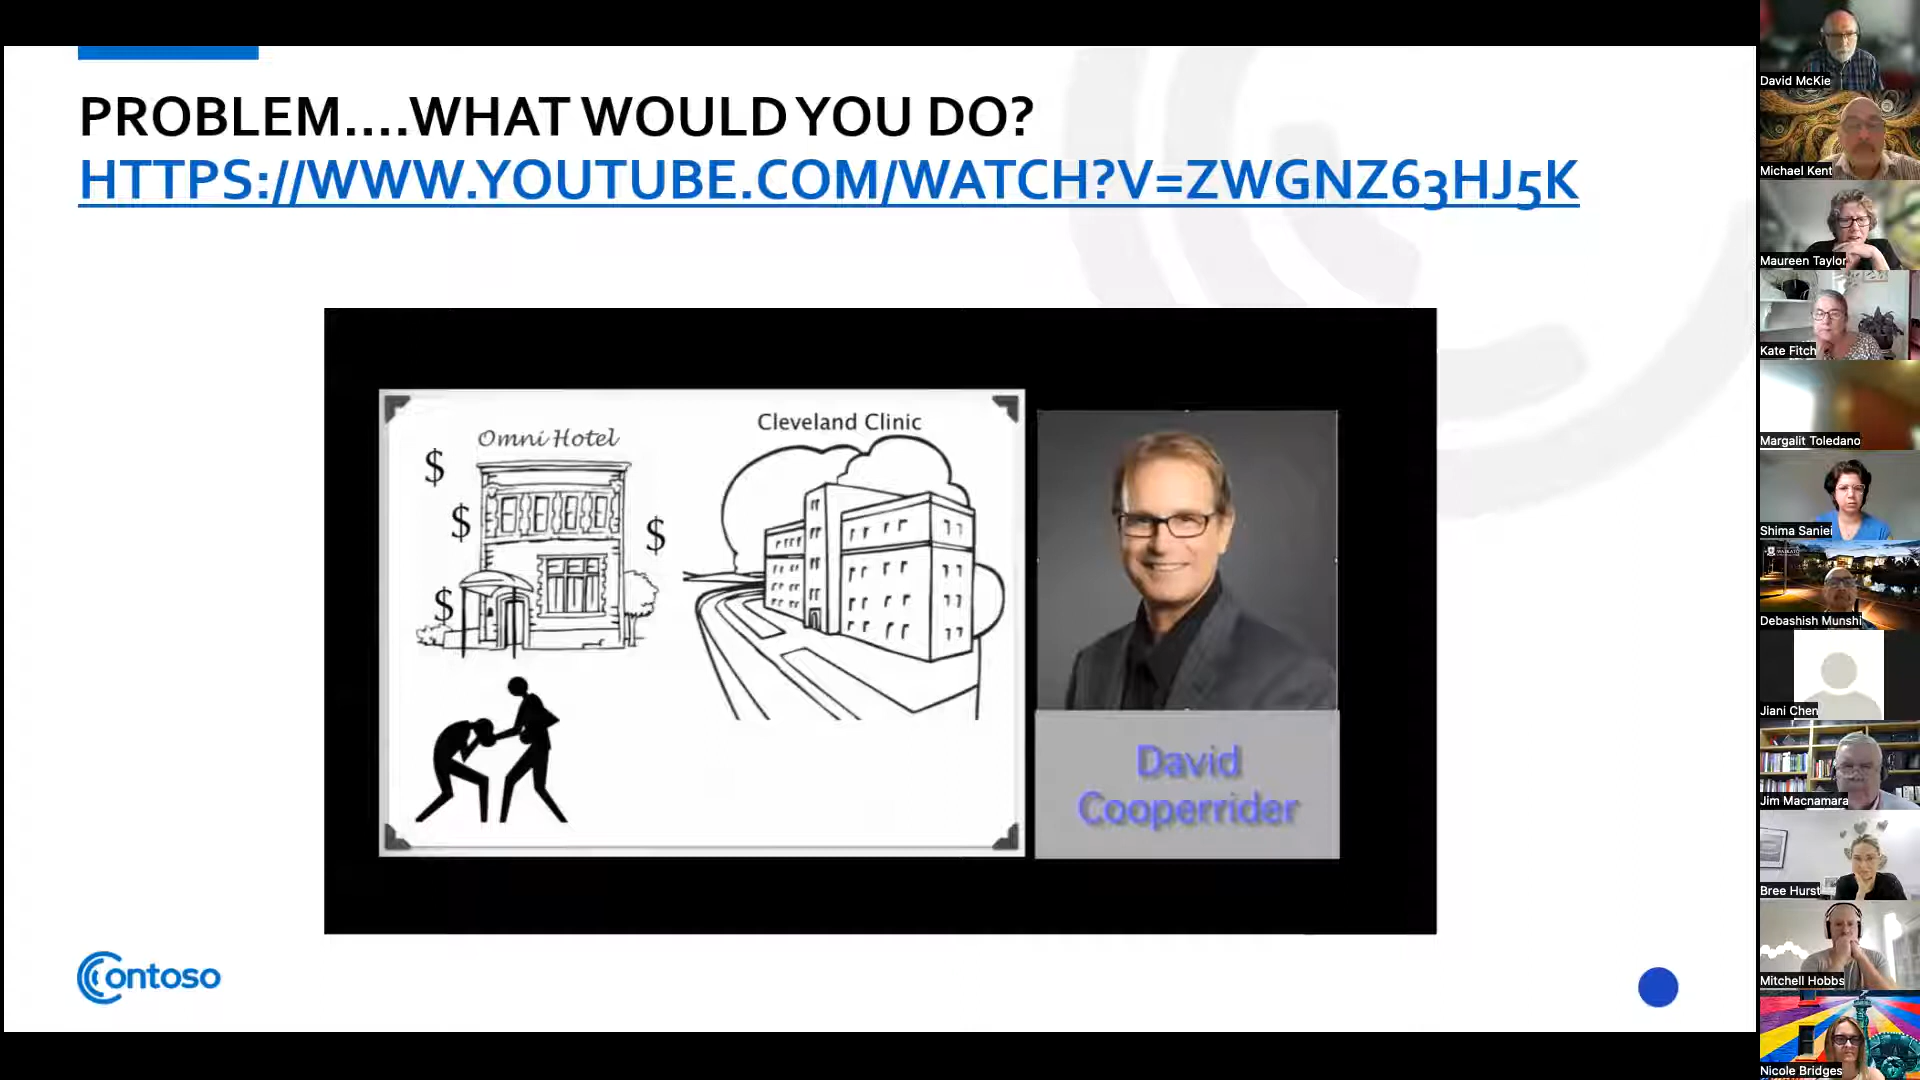 PROBLEM....WHAT WOULD YOU DO?
HTTPS://WWW.YOUTUBE.COM/WATCH?V=ZWGNZ63HJ5K
Omni Hotel
Cleveland Clinic
$
$
$
$
David
Cooperrider
Contoso
David McKie
Michael Kent
Maureen Taylor
Kate Fitch
Margalit Toledano
Shima Saniei
Debashish Munshi
Jiani Chen
Jim Macnamara
Bree Hurst
Mitchell Hobbs
Nicole Bridges